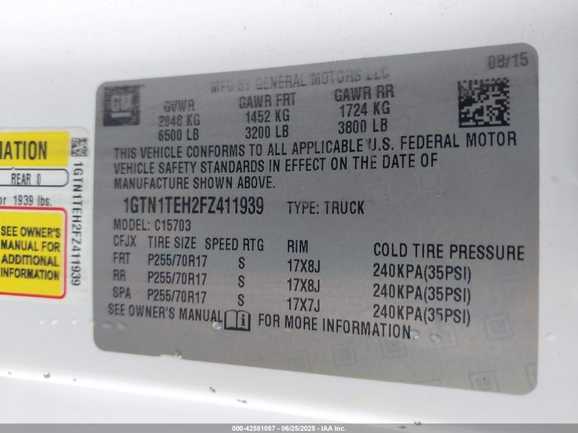 08/15
MFG BY GENERAL MOTORS LLC
GM
GVWR GAWR FRT GAWR RR
2948 KG 1452 KG 1724 KG
6500 LB 3200 LB 3800 LB
THIS VEHICLE CONFORMS TO ALL APPLICABLE U.S. FEDERAL MOTOR
VEHICLE SAFETY STANDARDS IN EFFECT ON THE DATE OF
MANUFACTURE SHOWN ABOVE.
1GTN1TEH2FZ411939 TYPE: TRUCK
MODEL: C15703
CFJX TIRE SIZE SPEED RTG RIM COLD TIRE PRESSURE
FRT P255/70R17 S 17X8J 240KPA(35PSI)
RR P255/70R17 S 17X8J 240KPA(35PSI)
SPA P255/70R17 S 17X7J 240KPA(35PSI)
SEE OWNER'S MANUAL FOR MORE INFORMATION
MATION
REAR 0
or 1939 lbs.
SEE OWNER'S
MANUAL FOR
ADDITIONAL
INFORMATION
1GTN1TEH2FZ411939
000-42581087 - 06/25/2025 - IAA Inc.